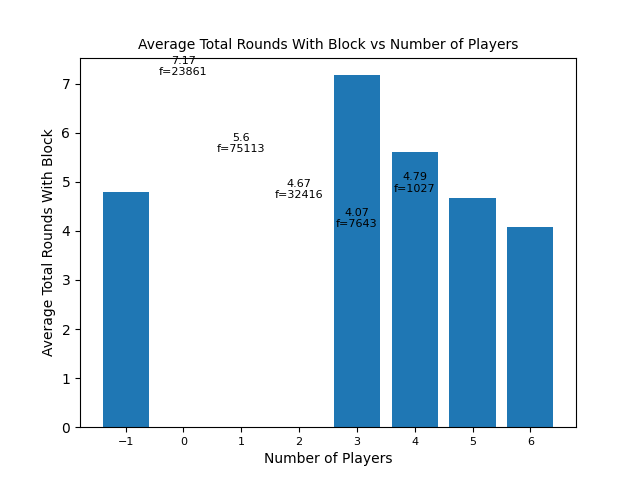 Average Total Rounds With Block vs Number of Players
7.17
f=23861
5.6
f=75113
4.67
f=32416
4.07
f=7643
4.79
f=1027
Average Total Rounds With Block
7
6
5
4
3
2
1
0
−1
0
1
2
3
4
5
6
Number of Players